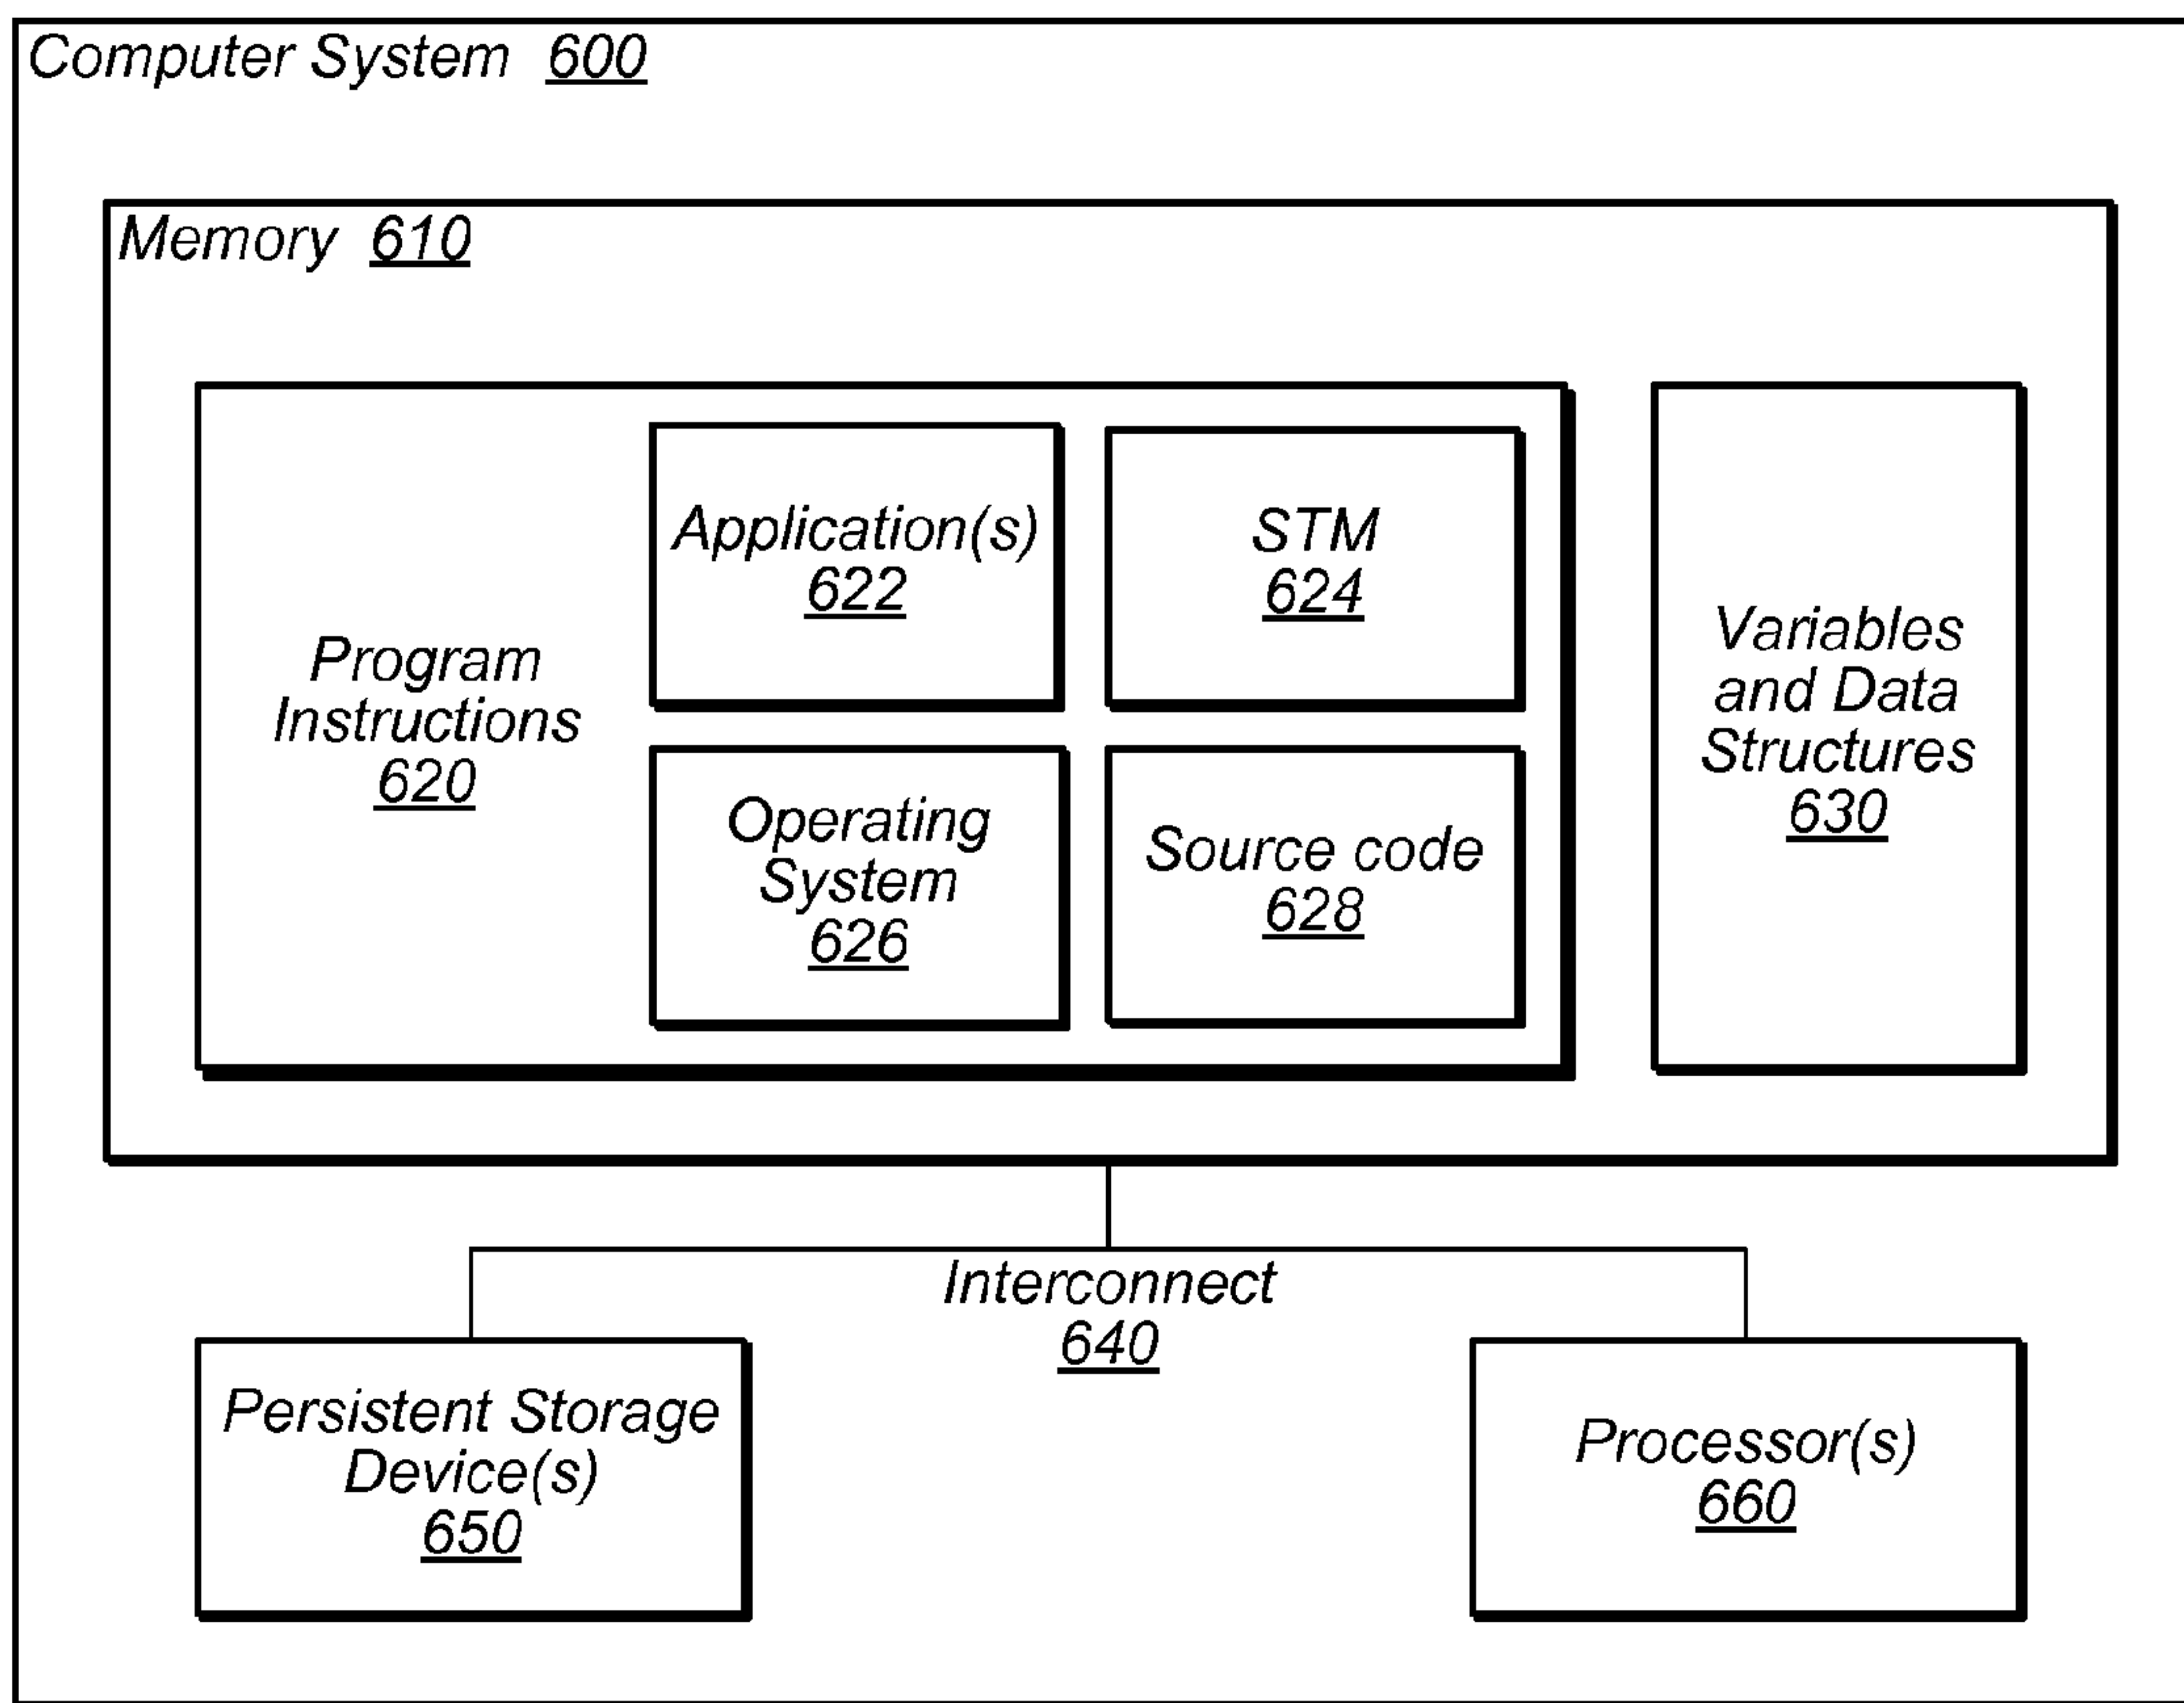 Computer System 600
Memory 610
Program
Instructions
620
Application(s)
622
STM
624
Operating
System
626
Source code
628
Variables
and Data
Structures
630
Interconnect
640
Persistent Storage
Device(s)
650
Processor(s)
660